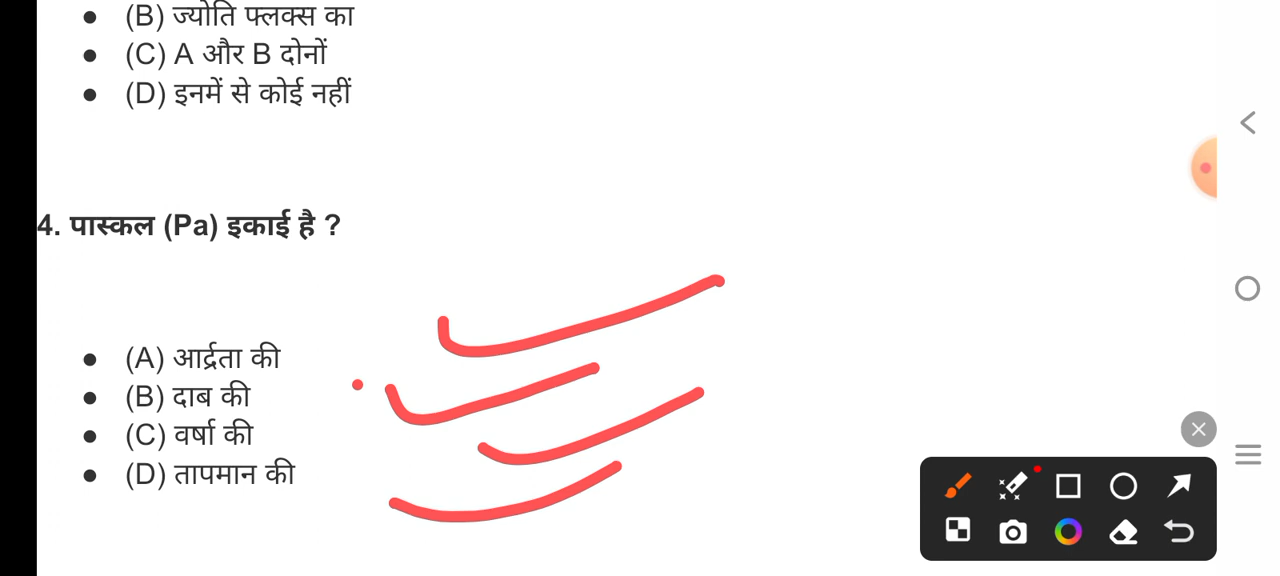 (B) ज्योति फ्लक्स का
(C) A और B दोनों
(D) इनमें से कोई नहीं
4. पास्कल (Pa) इकाई है ?
(A) आर्द्रता की
(B) दाब की
(C) वर्षा की
(D) तापमान की